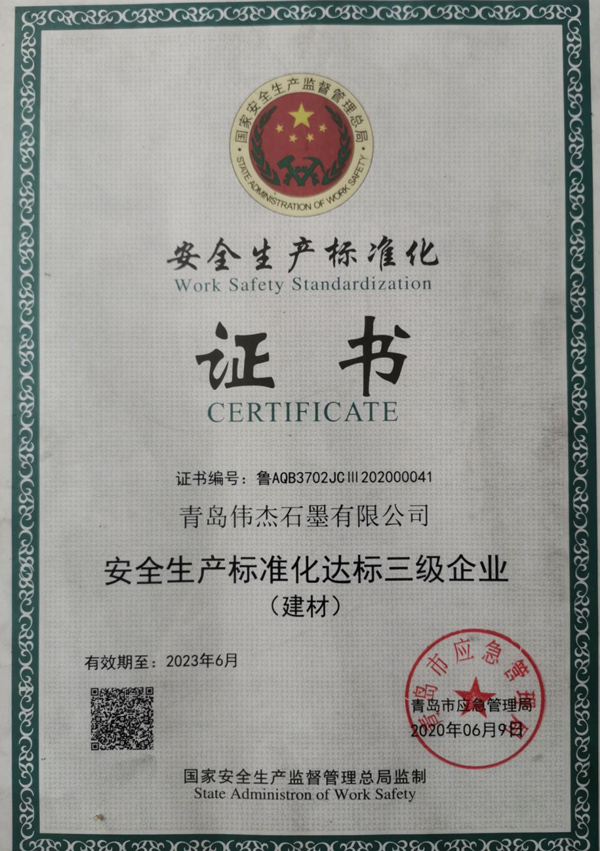 国家安全生产监督管理总局
STATE ADMINISTRATION OF WORK SAFETY
安全生产标准化
Work Safety Standardization
证书
CERTIFICATE
证书编号：鲁AQB3702JCⅢ202000041
青岛伟杰石墨有限公司
安全生产标准化达标三级企业
（建材）
有效期至：2023年6月
青岛市应急管理局
青岛市应急管理局
2020年06月9日
国家安全生产监督管理总局监制
State Administron of Work Safety